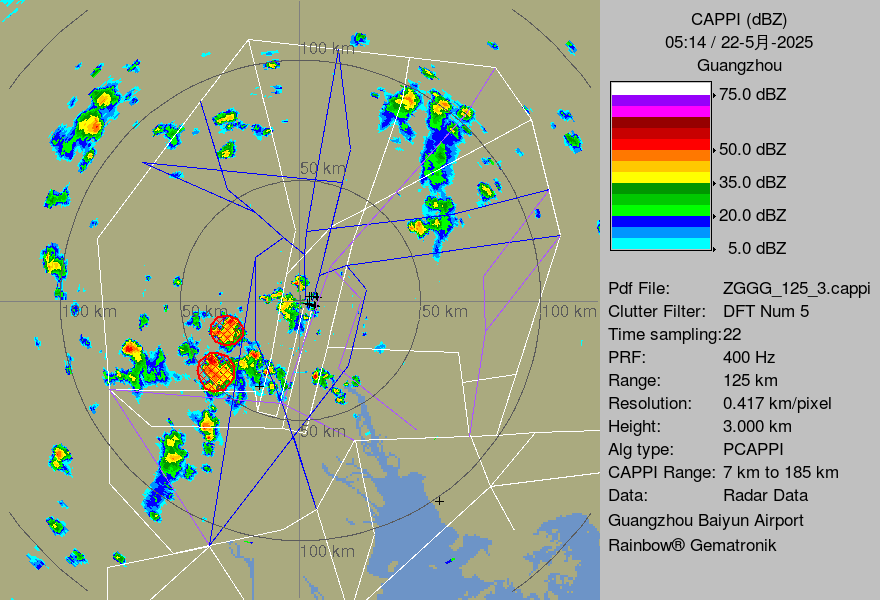 CAPPI (dBZ)
05:14 / 22-5月-2025
Guangzhou
75.0 dBZ
50.0 dBZ
35.0 dBZ
20.0 dBZ
5.0 dBZ
Pdf File: ZGGG_125_3.cappi
Clutter Filter: DFT Num 5
Time sampling:22
PRF: 400 Hz
Range: 125 km
Resolution: 0.417 km/pixel
Height: 3.000 km
Alg type: PCAPPI
CAPPI Range: 7 km to 185 km
Data: Radar Data
Guangzhou Baiyun Airport
Rainbow® Gematronik
100 km
50 km
100 km 50 km 50 km 100 km
50 km
100 km